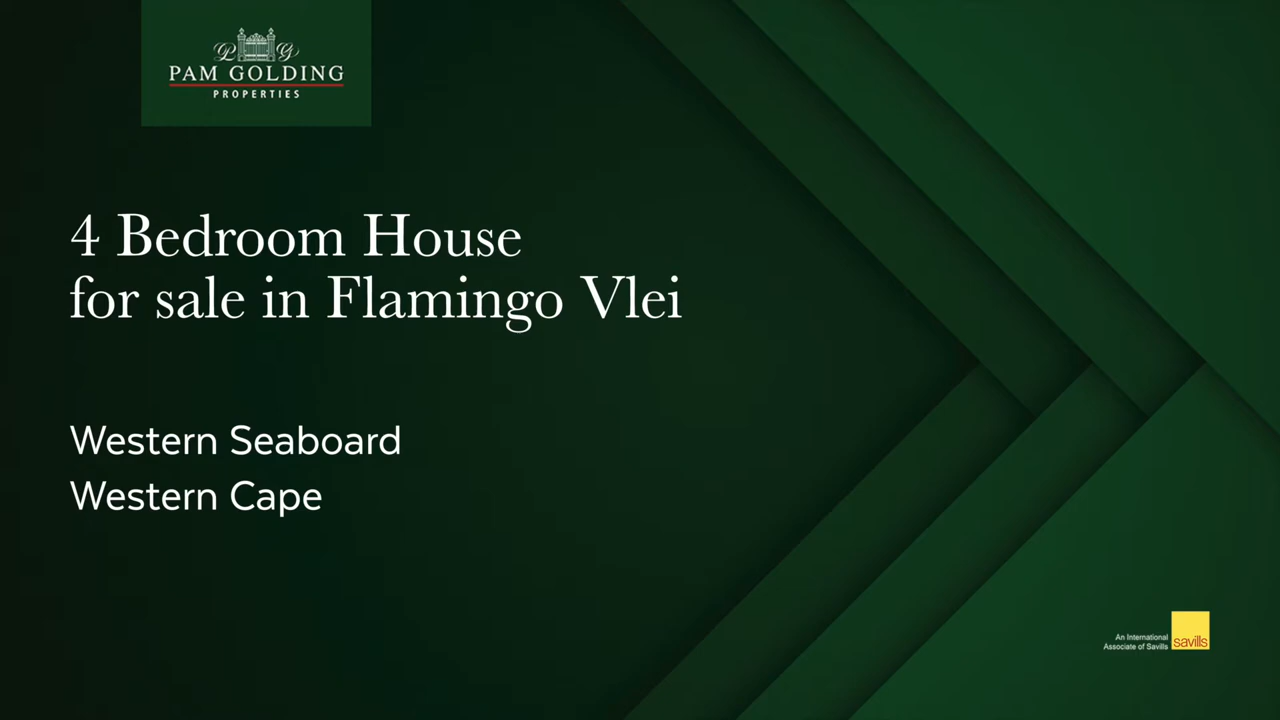 PG
PAM GOLDING
PROPERTIES
4 Bedroom House
for sale in Flamingo Vlei
Western Seaboard
Western Cape
An International
Associate of Savills
savills